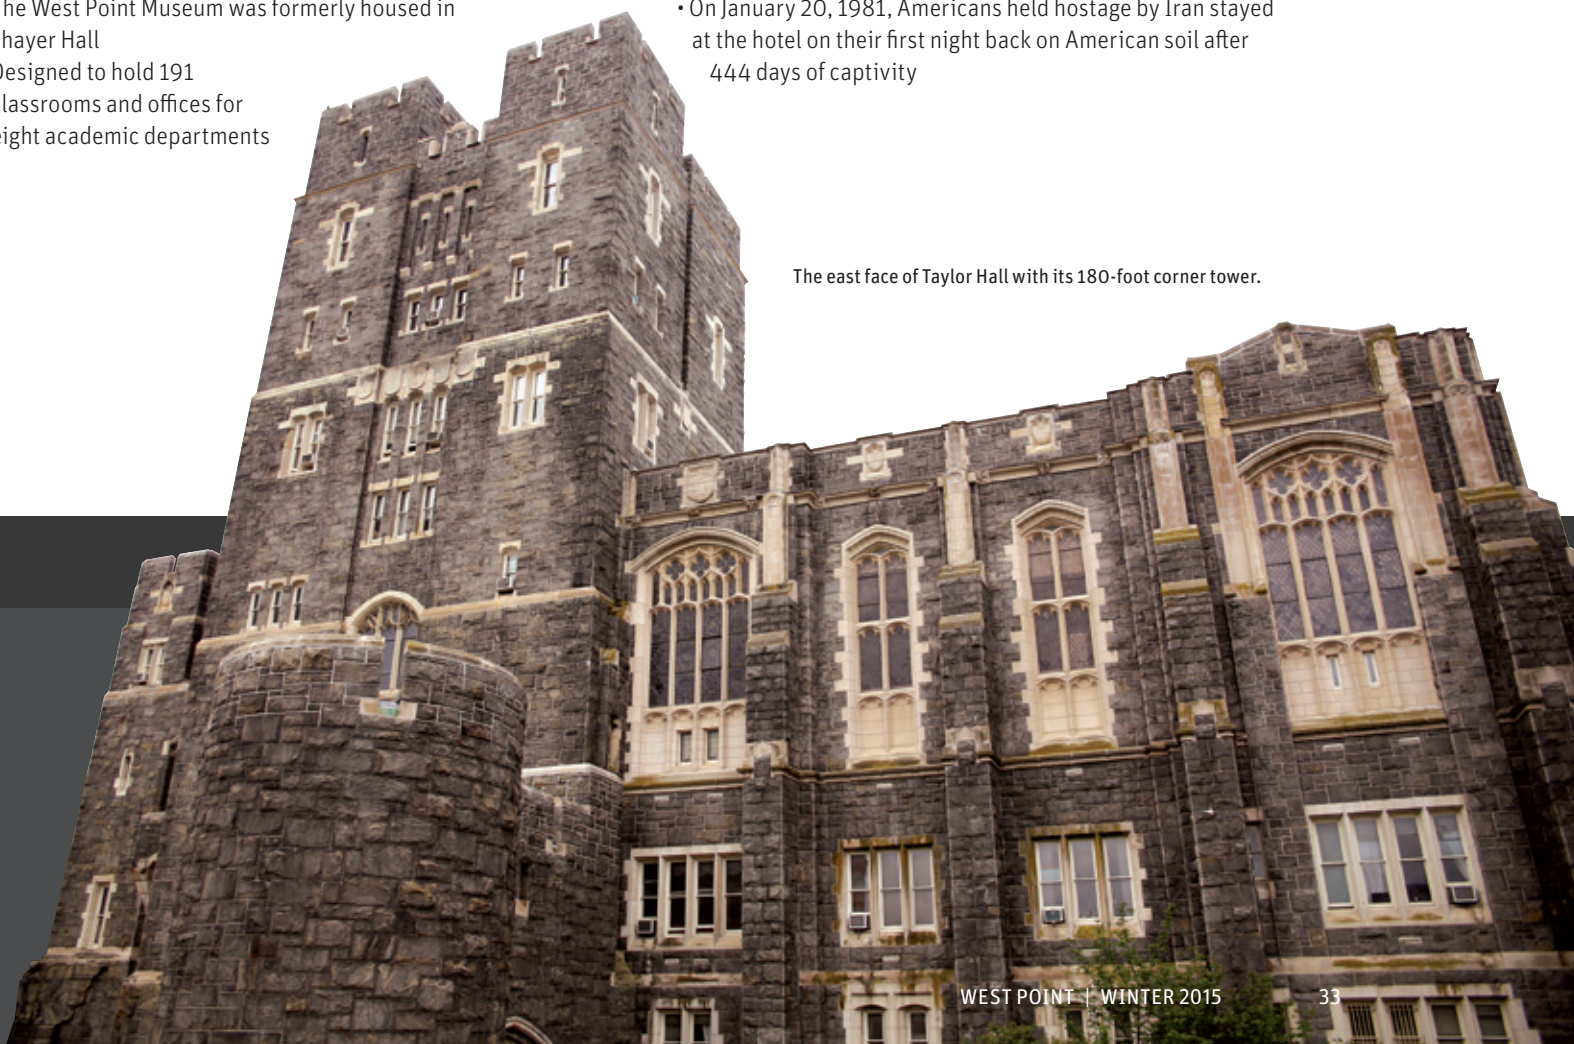 he West Point Museum was formerly housed in
hayer Hall
Designed to hold 191
lassrooms and offices for
eight academic departments
• On January 20, 1981, Americans held hostage by Iran stayed
at the hotel on their first night back on American soil after
444 days of captivity
The east face of Taylor Hall with its 180-foot corner tower.
WEST POINT | WINTER 2015 33